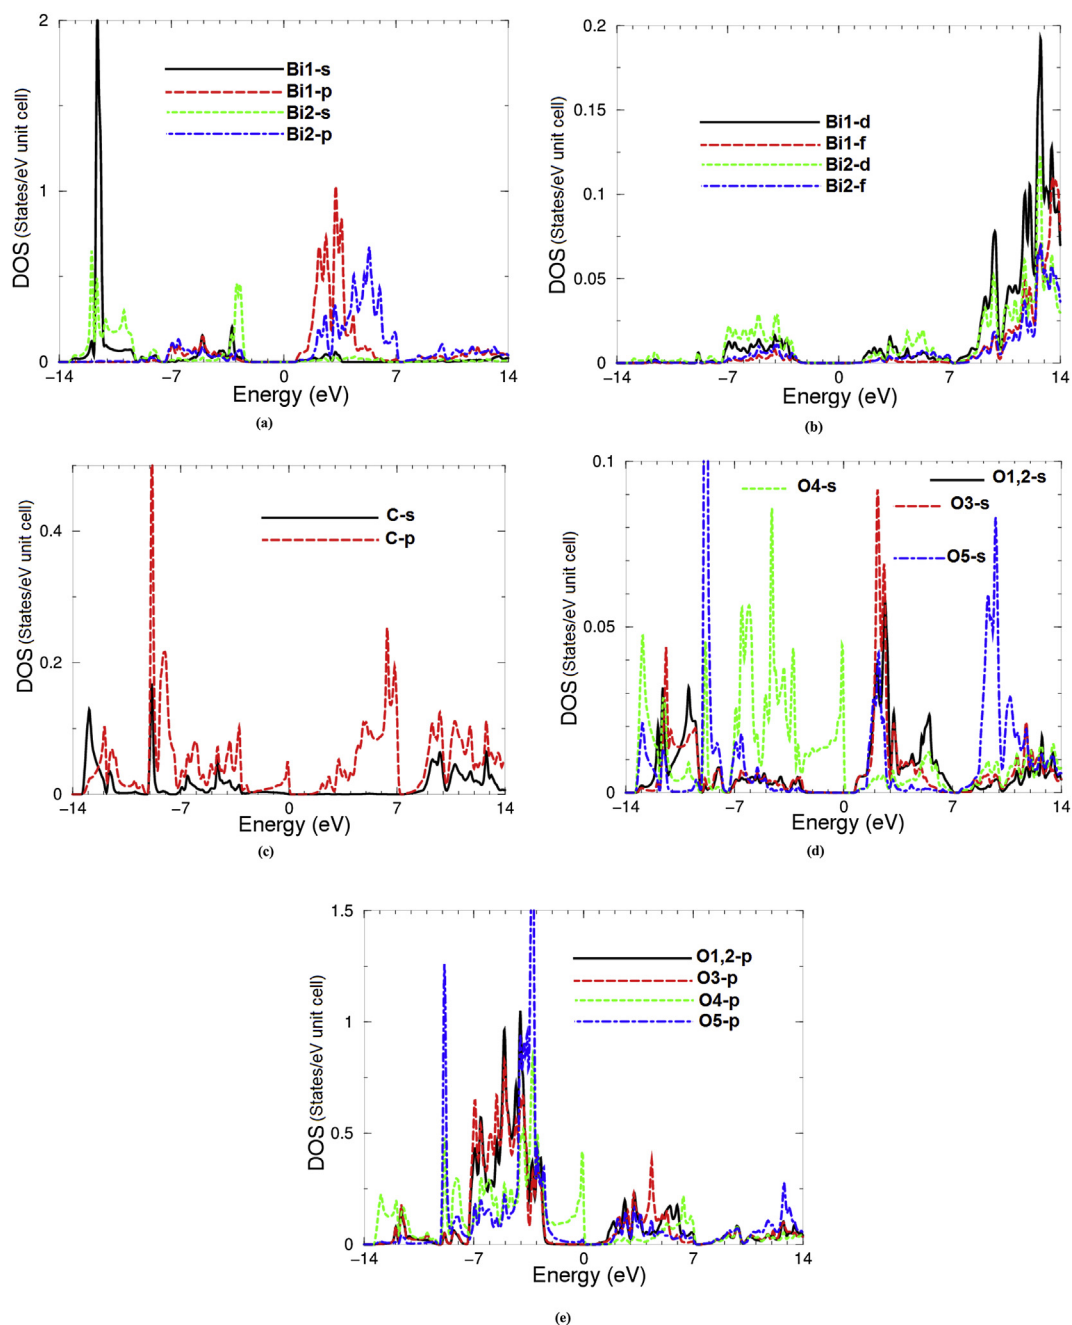 2
1
0
−14
−7
0
7
14
DOS (States/eV unit cell)
Energy (eV)
Bi1-s
Bi1-p
Bi2-s
Bi2-p
(a)
0.2
0.15
0.1
0.05
0
−14
−7
0
7
14
DOS (States/eV unit cell)
Energy (eV)
Bi1-d
Bi1-f
Bi2-d
Bi2-f
(b)
0.4
0.2
0
−14
−7
0
7
14
DOS (States/eV unit cell)
Energy (eV)
C-s
C-p
(c)
0.1
0.05
0
−14
−7
0
7
14
DOS (States/eV unit cell)
Energy (eV)
O4-s
O1,2-s
O3-s
O5-s
(d)
1.5
1
0.5
0
−14
−7
0
7
14
DOS (States/eV unit cell)
Energy (eV)
O1,2-p
O3-p
O4-p
O5-p
(e)